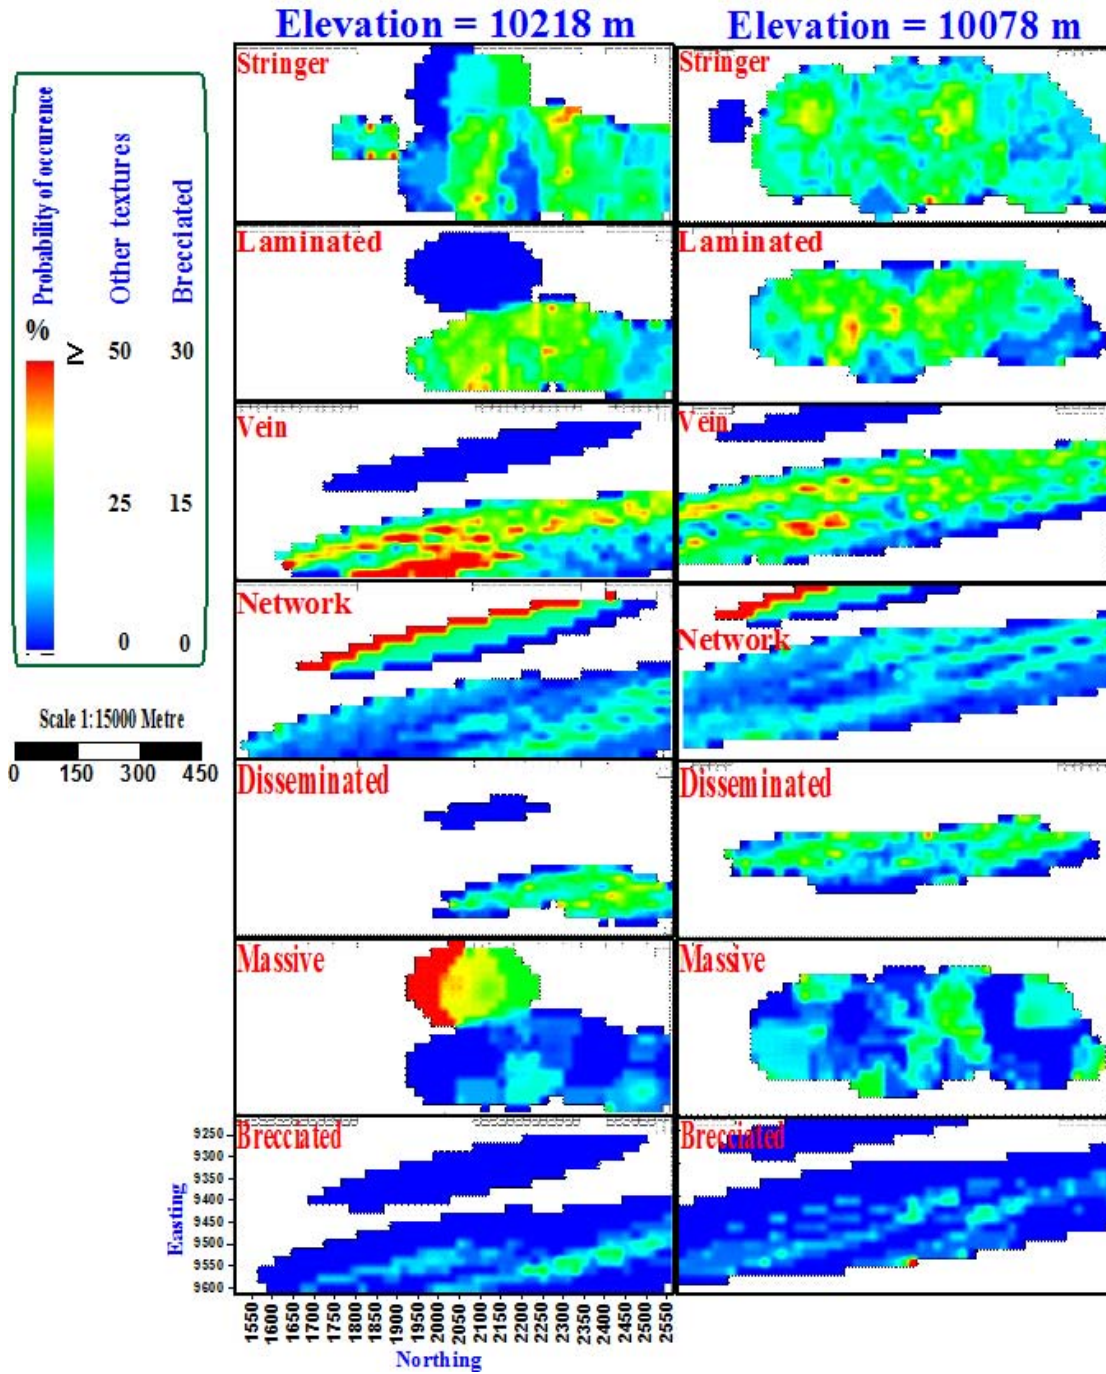 Elevation = 10218 m
Elevation = 10078 m
Probability of occurence
Other textures
Brecciated
%
≥
50
30
25
15
0
0
Scale 1:15000 Metre
0 150 300 450
Stringer
Stringer
Laminated
Laminated
Vein
Vein
Network
Network
Disseminated
Disseminated
Massive
Massive
Brecciated
Brecciated
Easting
9250
9300
9350
9400
9450
9500
9550
9600
1550 1600 1650 1700 1750 1800 1850 1900 1950 2000 2050 2100 2150 2200 2250 2300 2350 2400 2450 2500 2550
Northing